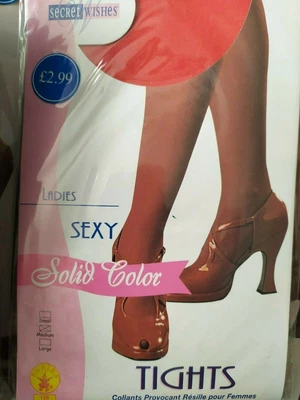 secret WISHES
£2.99
LADIES
SEXY
Solid Color
Medium
Large
TIGHTS
Collants Provocant Résille pour Femmes